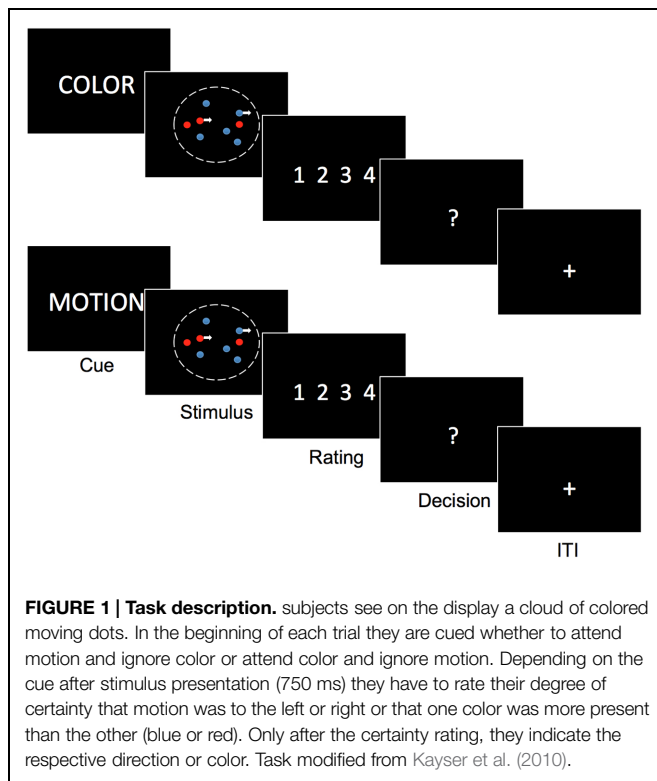 COLOR
1 2 3 4
?
+
MOTION
Cue
Stimulus
1 2 3 4
Rating
?
Decision
+
ITI
FIGURE 1 | Task description. subjects see on the display a cloud of colored
moving dots. In the beginning of each trial they are cued whether to attend
motion and ignore color or attend color and ignore motion. Depending on the
cue after stimulus presentation (750 ms) they have to rate their degree of
certainty that motion was to the left or right or that one color was more present
than the other (blue or red). Only after the certainty rating, they indicate the
respective direction or color. Task modified from Kayser et al. (2010).